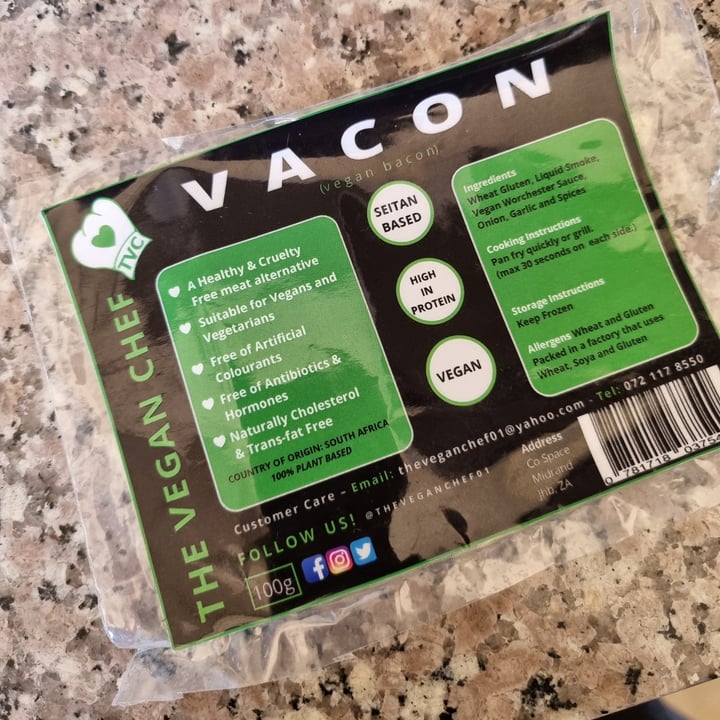 VACON
(vegan bacon)
TVC
THE VEGAN CHEF
A Healthy & Cruelty
Free meat alternative
Suitable for Vegans and
Vegetarians
Free of Artificial
Colourants
Free of Antibiotics &
Hormones
Naturally Cholesterol
& Trans-fat Free
COUNTRY OF ORIGIN: SOUTH AFRICA
100% PLANT BASED
SEITAN
BASED
HIGH
IN
PROTEIN
VEGAN
Ingredients
Wheat Gluten, Liquid Smoke,
Vegan Worchester Sauce,
Onion, Garlic and Spices
Cooking Instructions
Pan fry quickly or grill.
(max 30 seconds on each side.)
Storage Instructions
Keep Frozen
Allergens Wheat and Gluten
Packed in a factory that uses
Wheat, Soya and Gluten
Customer Care - Email: theveganchef01@yahoo.com - Tel: 072 117 8550
FOLLOW US! @THEVEGANCHEF01
100g
Address
Co Space
Midrand
Jhb, ZA
0 781718